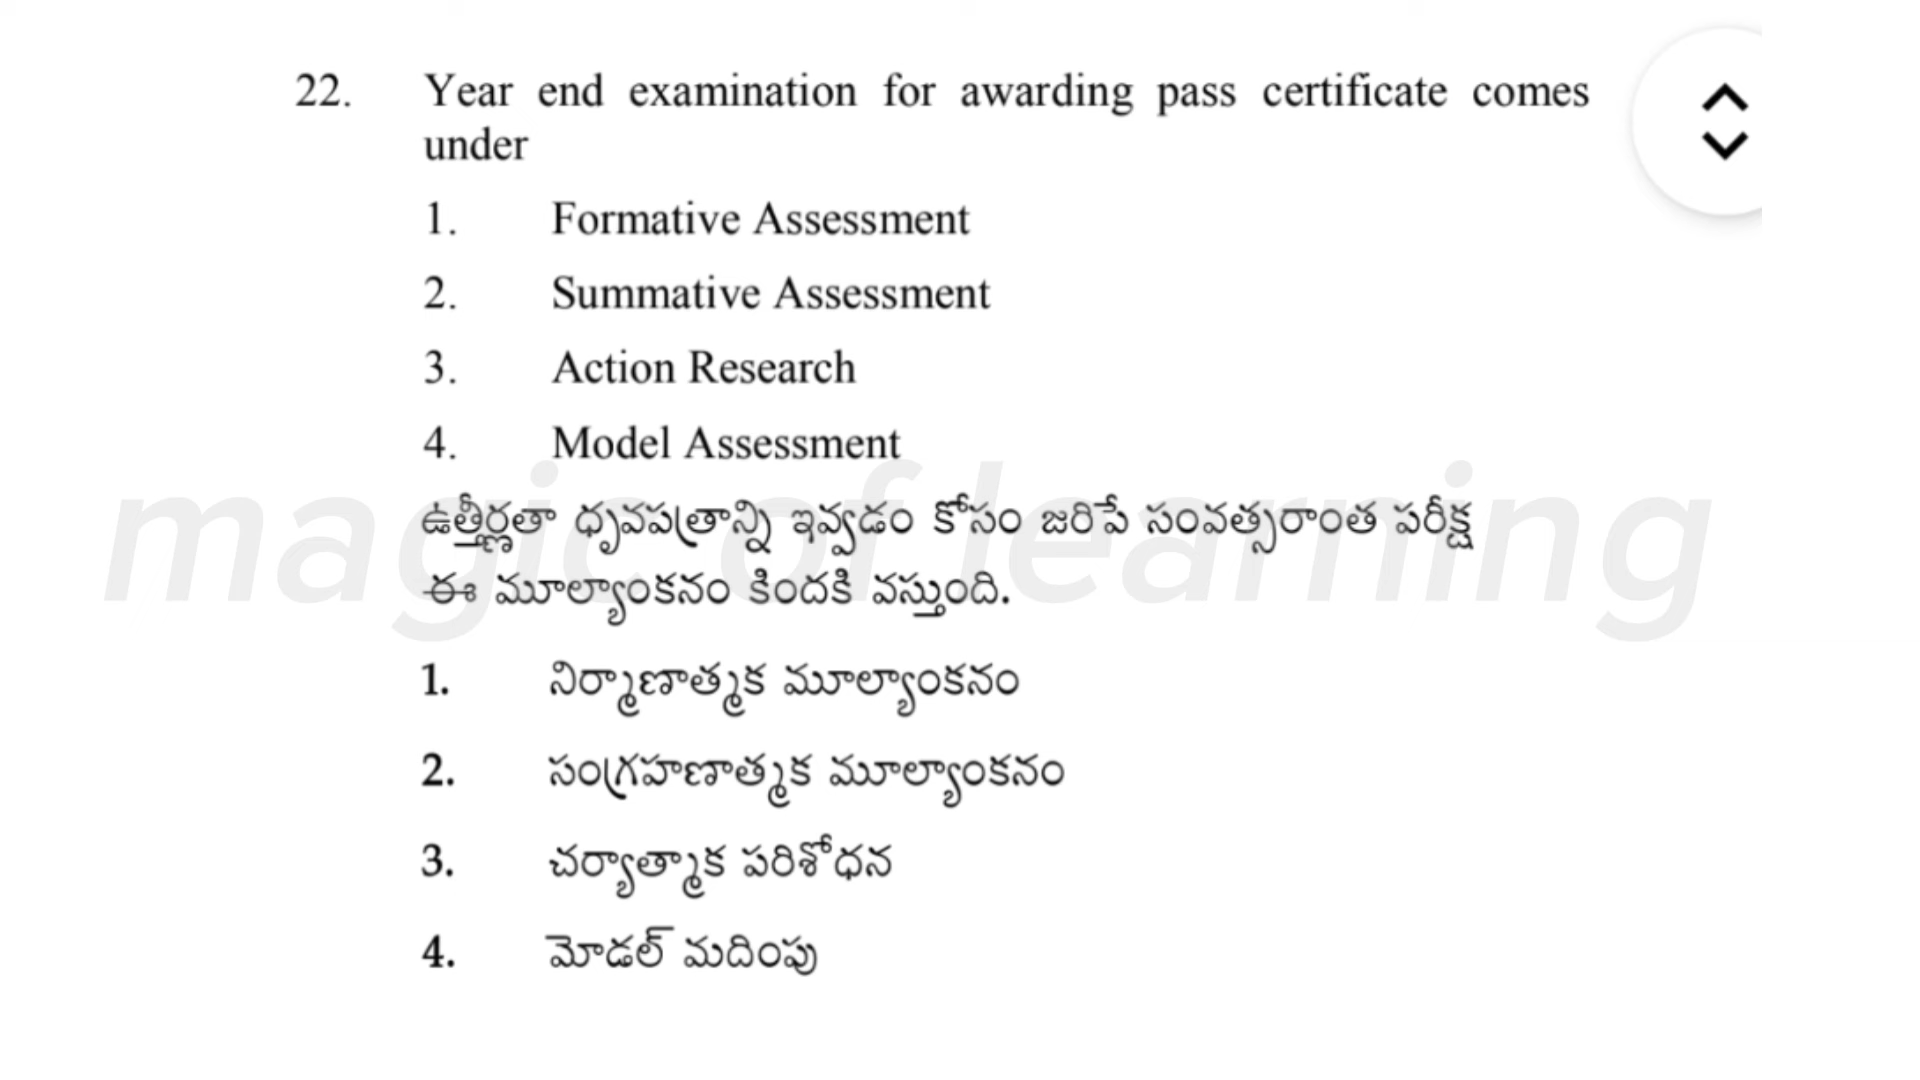 22. Year end examination for awarding pass certificate comes
under
1. Formative Assessment
2. Summative Assessment
3. Action Research
4. Model Assessment
magic of learning
ఉత్తీర్ణతా ధృవపత్రాన్ని ఇవ్వడం కోసం జరిపే సంవత్సరాంత పరీక్ష
ఈ మూల్యాంకనం కిందకి వస్తుంది.
1. నిర్మాణాత్మక మూల్యాంకనం
2. సంగ్రహణాత్మక మూల్యాంకనం
3. చర్యాత్మాక పరిశోధన
4. మోడల్ మదింపు